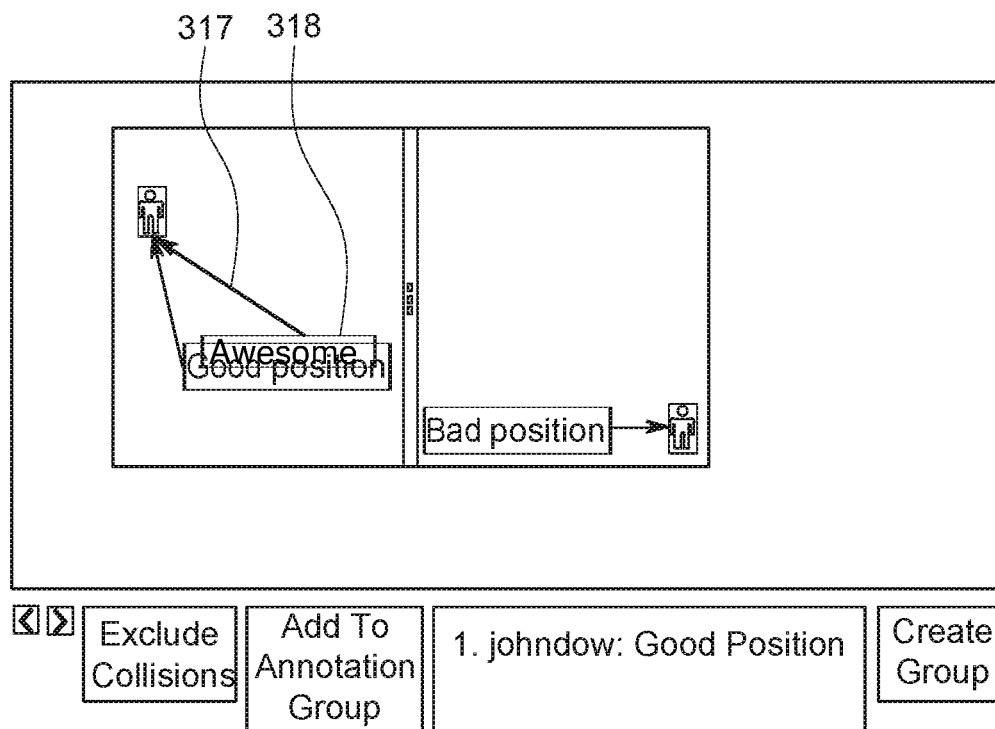 317 318
Awesome
Good position
Bad position
Exclude
Collisions
Add To
Annotation
Group
1. johndow: Good Position
Create
Group